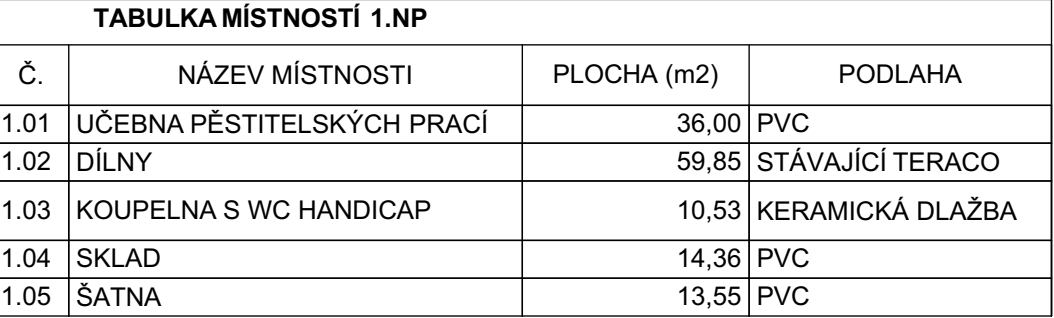 TABULKA MÍSTNOSTÍ 1.NP
Č. NÁZEV MÍSTNOSTI PLOCHA (m2) PODLAHA
1.01 UČEBNA PĚSTITELSKÝCH PRACÍ 36,00 PVC
1.02 DÍLNY 59,85 STÁVAJÍCÍ TERACO
1.03 KOUPELNA S WC HANDICAP 10,53 KERAMICKÁ DLAŽBA
1.04 SKLAD 14,36 PVC
1.05 ŠATNA 13,55 PVC